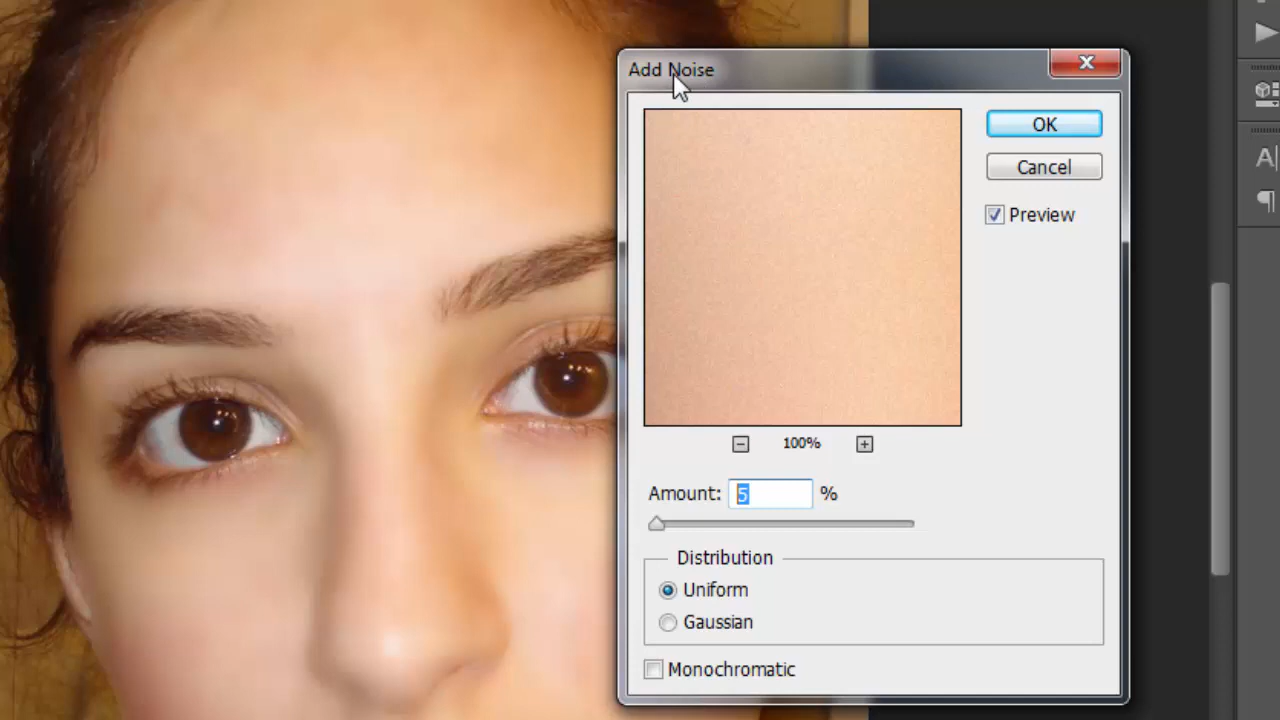 Add Noise
OK
Cancel
Preview
100%
Amount: 5 %
Distribution
Uniform
Gaussian
Monochromatic
A
¶